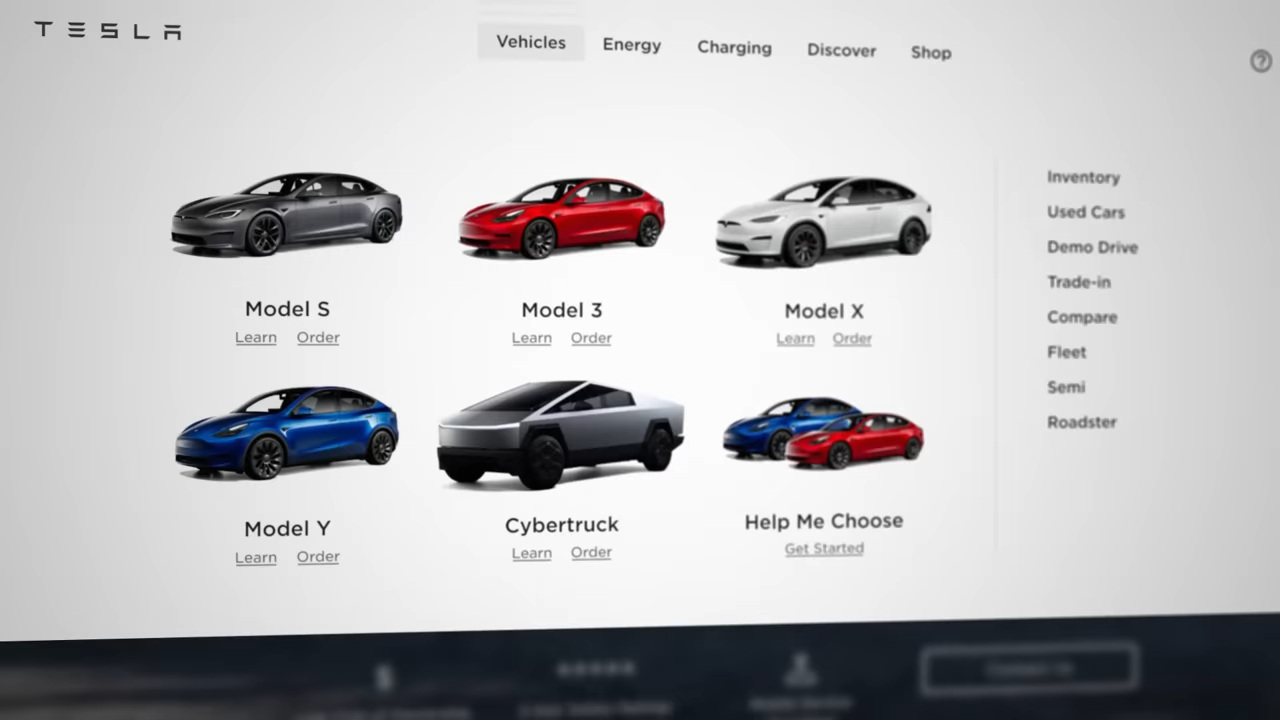 TESLA
Vehicles Energy Charging Discover Shop
?
Model S
Learn Order
Model 3
Learn Order
Model X
Learn Order
Model Y
Learn Order
Cybertruck
Learn Order
Help Me Choose
Get Started
Inventory
Used Cars
Demo Drive
Trade-in
Compare
Fleet
Semi
Roadster